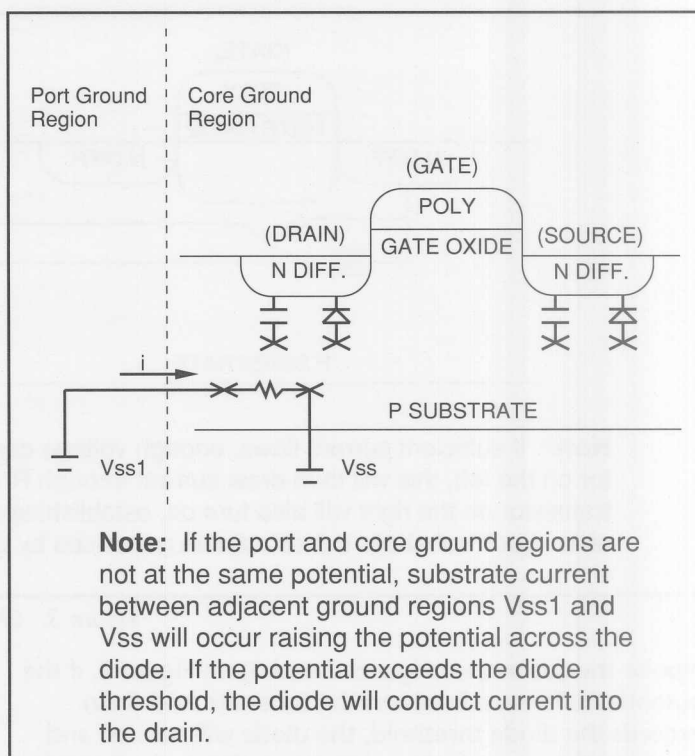 Port Ground
Region
Core Ground
Region
(GATE)
POLY
(DRAIN)
GATE OXIDE
(SOURCE)
N DIFF.
N DIFF.
i
P SUBSTRATE
Vss1
Vss
Note: If the port and core ground regions are
not at the same potential, substrate current
between adjacent ground regions Vss1 and
Vss will occur raising the potential across the
diode. If the potential exceeds the diode
threshold, the diode will conduct current into
the drain.